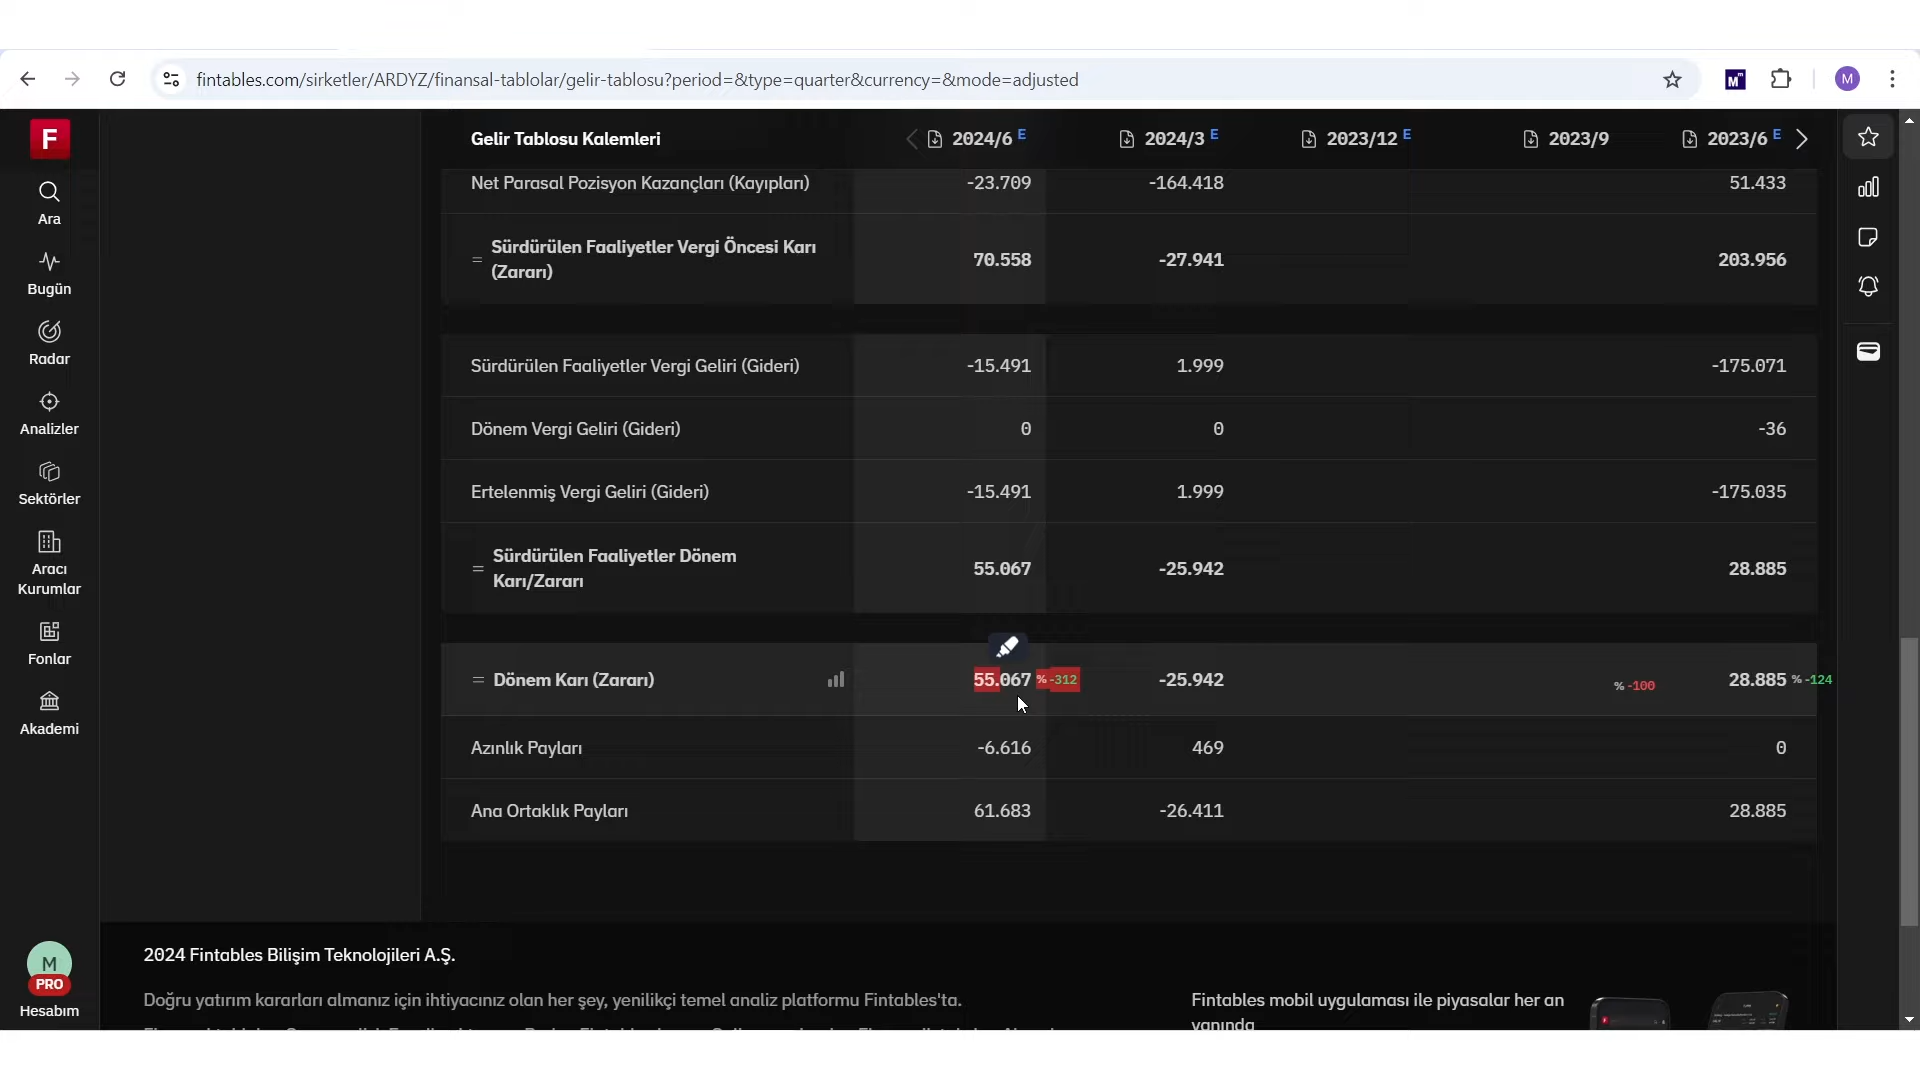 fintables.com/sirketler/ARDYZ/finansal-tablolar/gelir-tablosu?period=&type=quarter&currency=&mode=adjusted
M
M
F
Ara
Bugün
Radar
Analizler
Sektörler
Aracı
Kurumlar
Fonlar
Akademi
M
PRO
Hesabım
Gelir Tablosu Kalemleri 2024/6 E 2024/3 E 2023/12 E 2023/9 2023/6 E
Net Parasal Pozisyon Kazançları (Kayıpları) -23.709 -164.418 51.433
= Sürdürülen Faaliyetler Vergi Öncesi Karı
(Zararı) 70.558 -27.941 203.956
Sürdürülen Faaliyetler Vergi Geliri (Gideri) -15.491 1.999 -175.071
Dönem Vergi Geliri (Gideri) 0 0 -36
Ertelenmiş Vergi Geliri (Gideri) -15.491 1.999 -175.035
= Sürdürülen Faaliyetler Dönem
Karı/Zararı 55.067 -25.942 28.885
= Dönem Karı (Zararı) 55.067 % -312 -25.942 % -100 28.885 % -124
Azınlık Payları -6.616 469 0
Ana Ortaklık Payları 61.683 -26.411 28.885
2024 Fintables Bilişim Teknolojileri A.Ş.
Doğru yatırım kararları almanız için ihtiyacınız olan her şey, yenilikçi temel analiz platformu Fintables'ta.
Fintables mobil uygulaması ile piyasalar her an
yanında